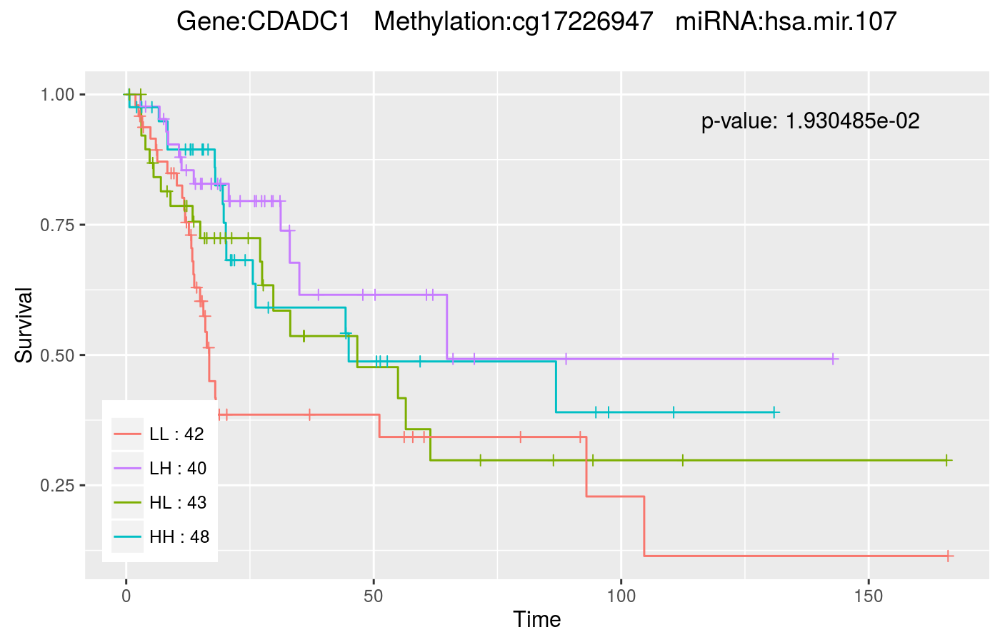 Gene:CDADC1 Methylation:cg17226947 miRNA:hsa.mir.107
p-value: 1.930485e-02
Survival
1.00
0.75
0.50
0.25
LL : 42
LH : 40
HL : 43
HH : 48
0 50 100 150
Time